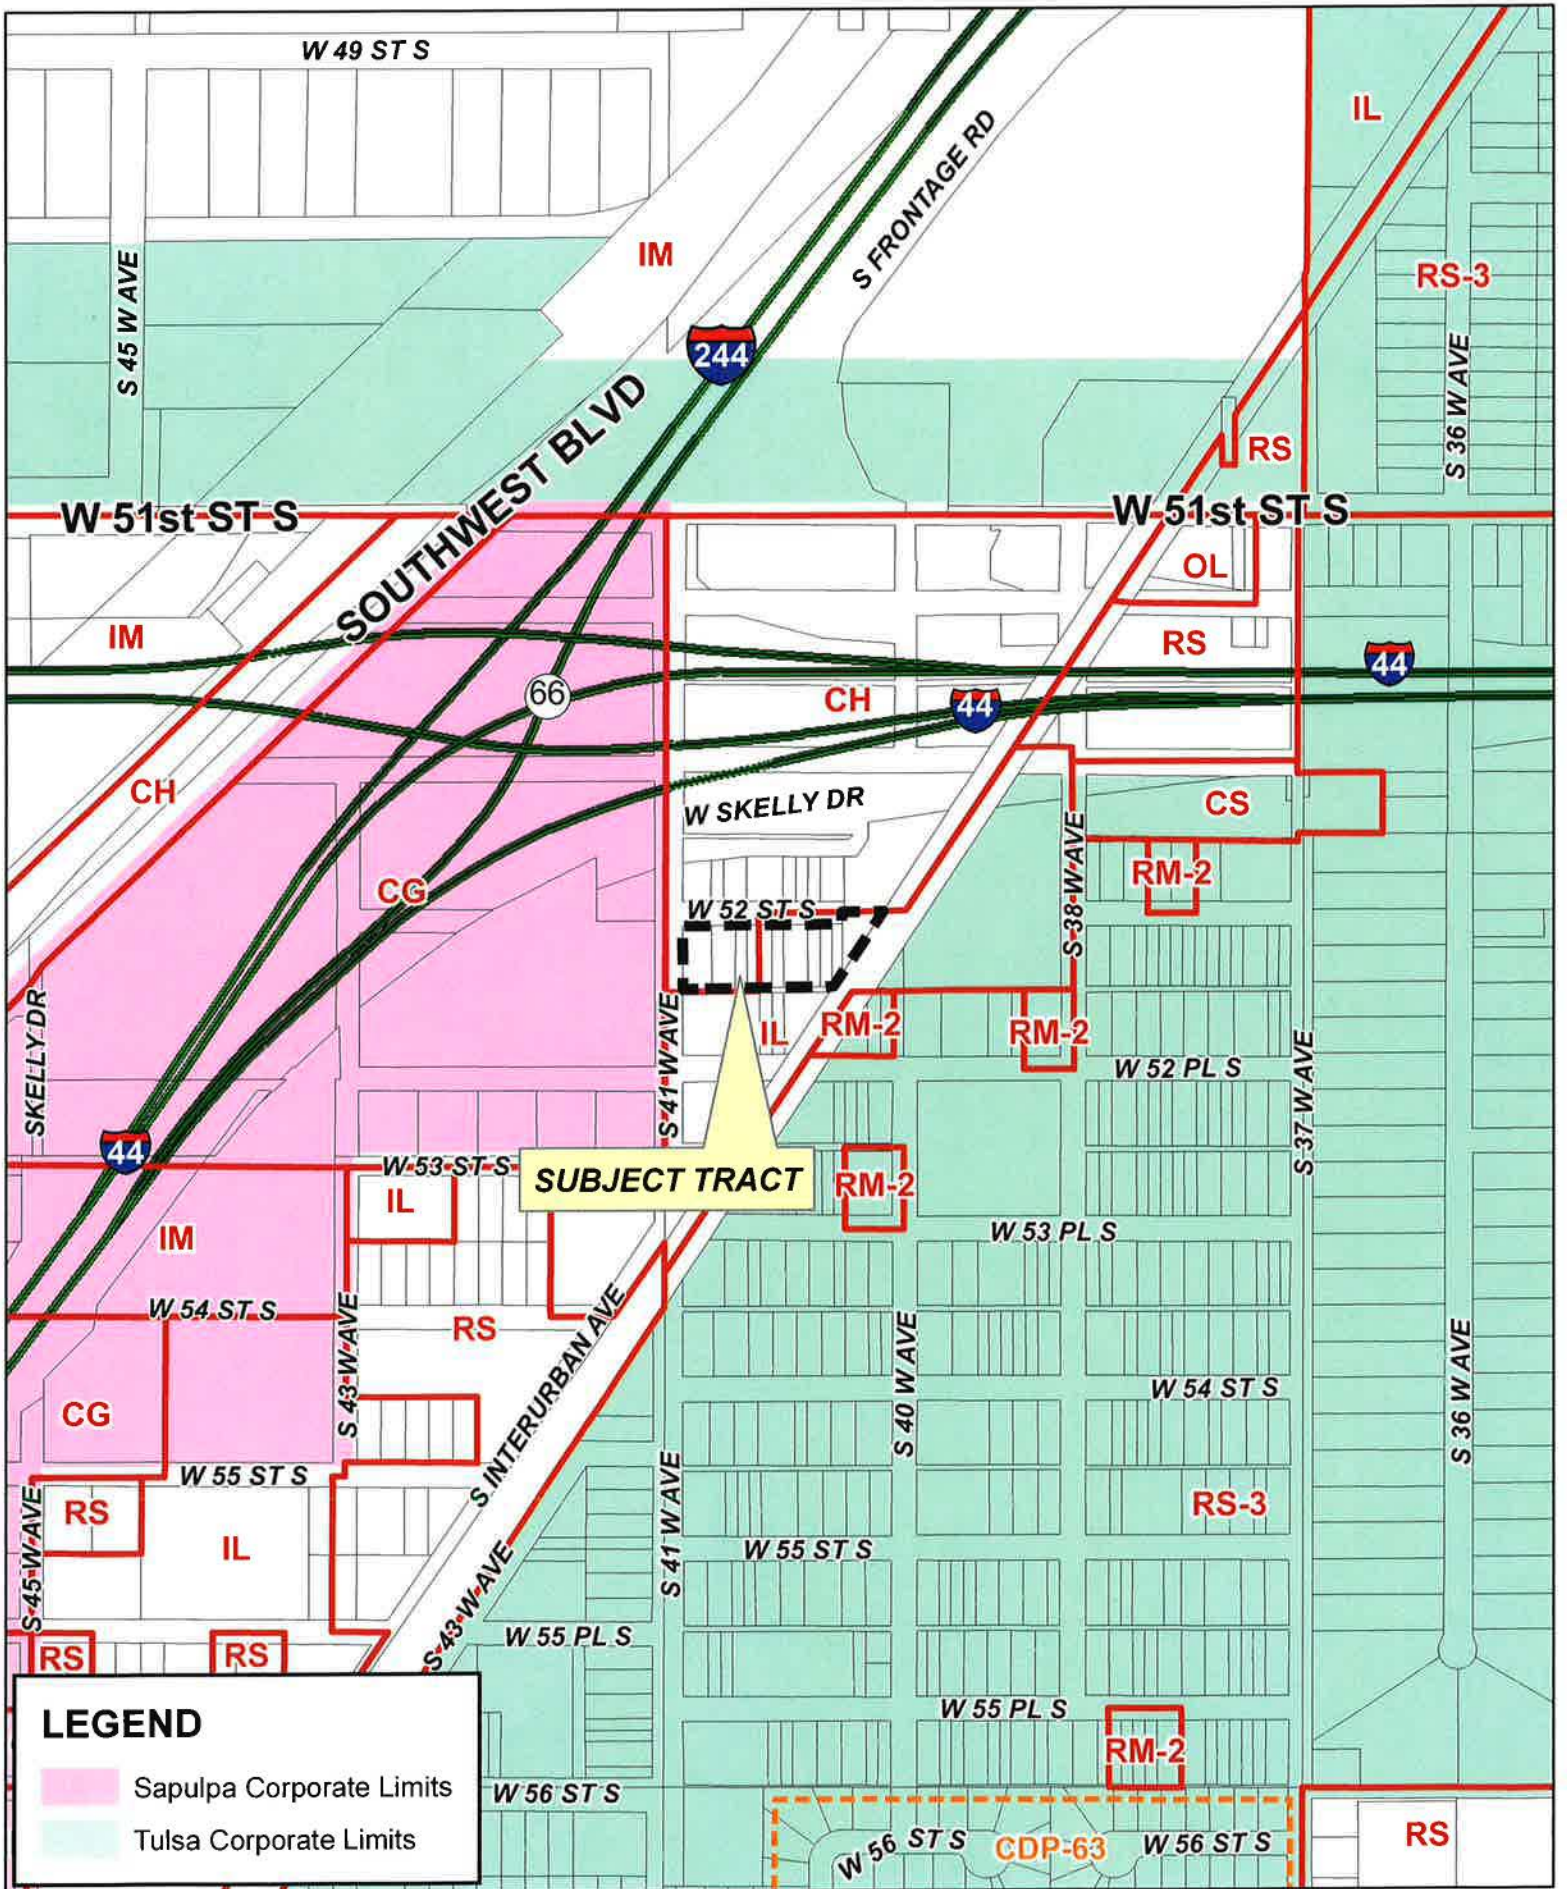 W 49 ST S
IL
S FRONTAGE RD
IM
S 45 W AVE
RS-3
244
S 36 W AVE
SOUTHWEST BLVD
RS
W 51st ST S
W 51st ST S
OL
IM
RS
44
66
CH
44
CH
W SKELLY DR
CS
S 38 W AVE
RM-2
CG
W 52 ST S
SKELLY DR
S 41 W AVE
IL
RM-2
RM-2
W 52 PL S
S 37 W AVE
44
W 53 ST S
SUBJECT TRACT
RM-2
IL
IM
W 53 PL S
W 54 ST S
S 43 W AVE
RS
S INTERURBAN AVE
S 40 W AVE
W 54 ST S
S 36 W AVE
CG
W 55 ST S
RS
S 45 W AVE
IL
S 41 W AVE
RS-3
W 55 ST S
S 43 W AVE
W 55 PL S
RS
RS
W 55 PL S
RM-2
LEGEND
Sapulpa Corporate Limits
Tulsa Corporate Limits
W 56 ST S
W 56 ST S
CDP-63
W 56 ST S
RS